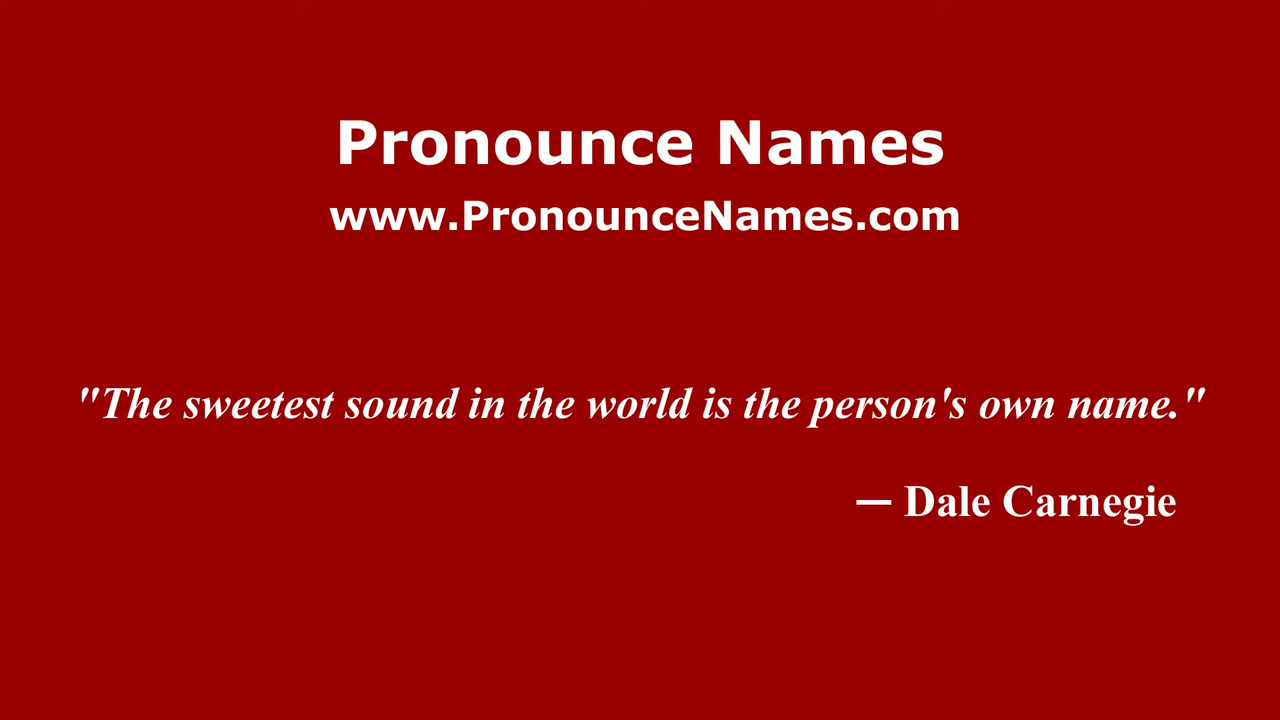 Pronounce Names
www.PronounceNames.com
"The sweetest sound in the world is the person's own name."
— Dale Carnegie